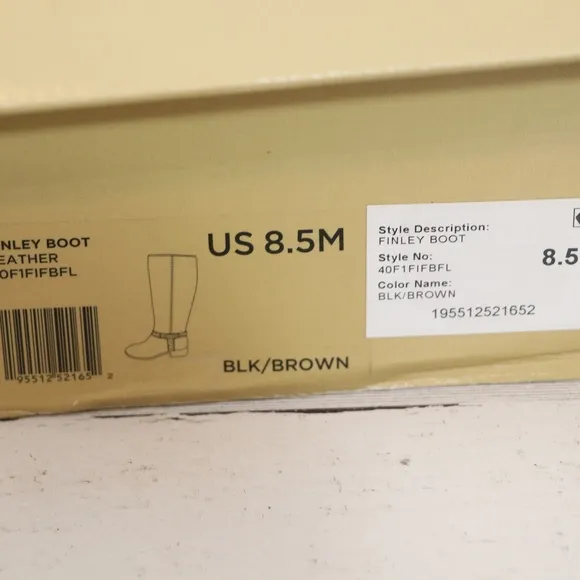 NLEY BOOT
EATHER
0F1FIFBFL
95512 52165 2
US 8.5M
BLK/BROWN
Style Description:
FINLEY BOOT
Style No:
40F1FIFBFL
Color Name:
BLK/BROWN
8.5
195512521652